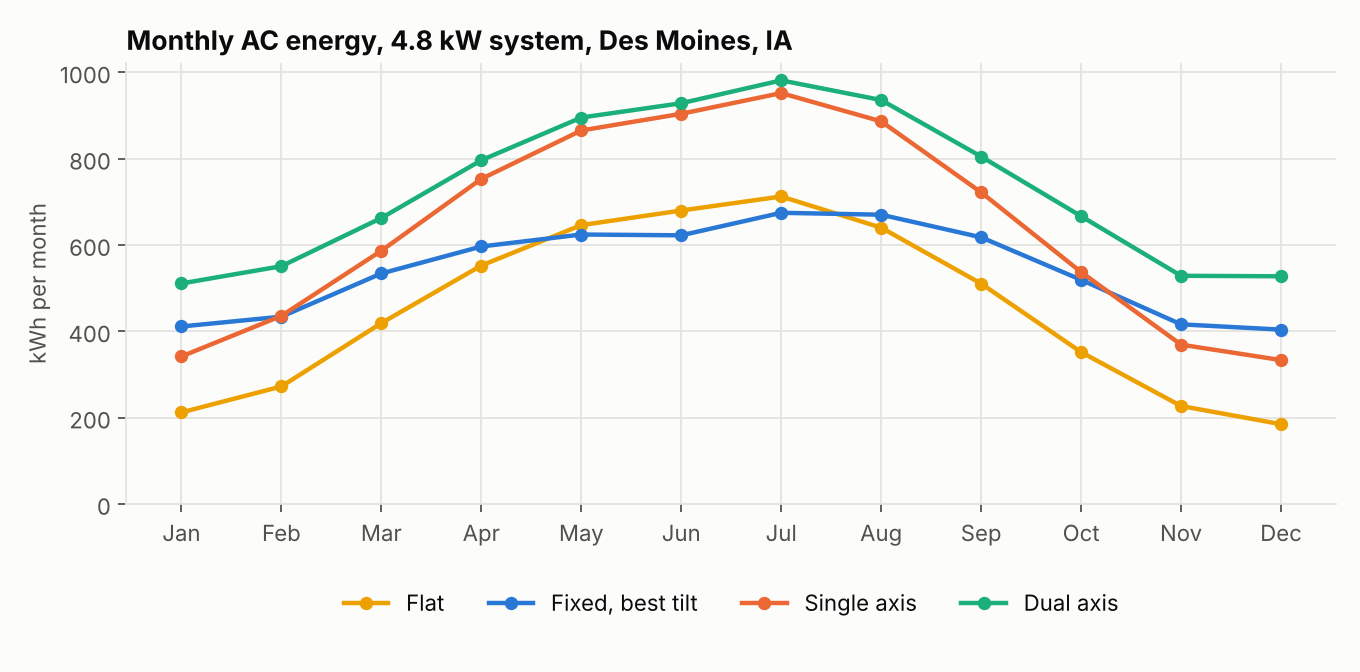 Monthly AC energy, 4.8 kW system, Des Moines, IA
kWh per month
1000
800
600
400
200
0
Jan Feb Mar Apr May Jun Jul Aug Sep Oct Nov Dec
Flat Fixed, best tilt Single axis Dual axis